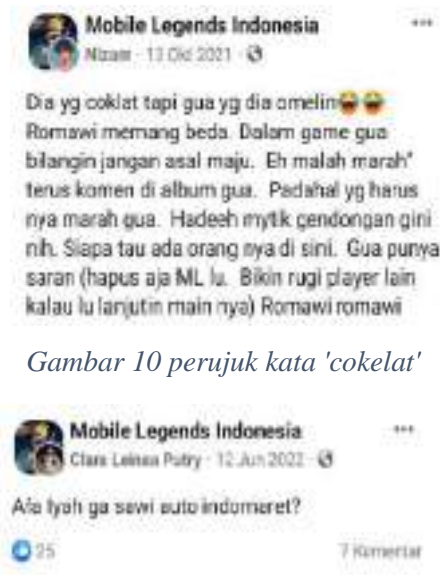 Mobile Legends Indonesia
Nizam · 13 Okt 2021
Dia yg coklat tapi gua yg dia omelin😂😂
Romawi memang beda. Dalam game gua
bilangin jangan asal maju. Eh malah marah"
terus komen di album gua. Padahal yg harus
nya marah gua. Hadeeh mytik gendongan gini
nih. Siapa tau ada orang nya di sini. Gua punya
saran (hapus aja ML lu. Bikin rugi player lain
kalau lu lanjutin main nya) Romawi romawi
Gambar 10 perujuk kata 'cokelat'
Mobile Legends Indonesia
Clara Putry · 12 Jun 2022
Afa Iyah ga sawi auto indomaret?
25
7 Komentar